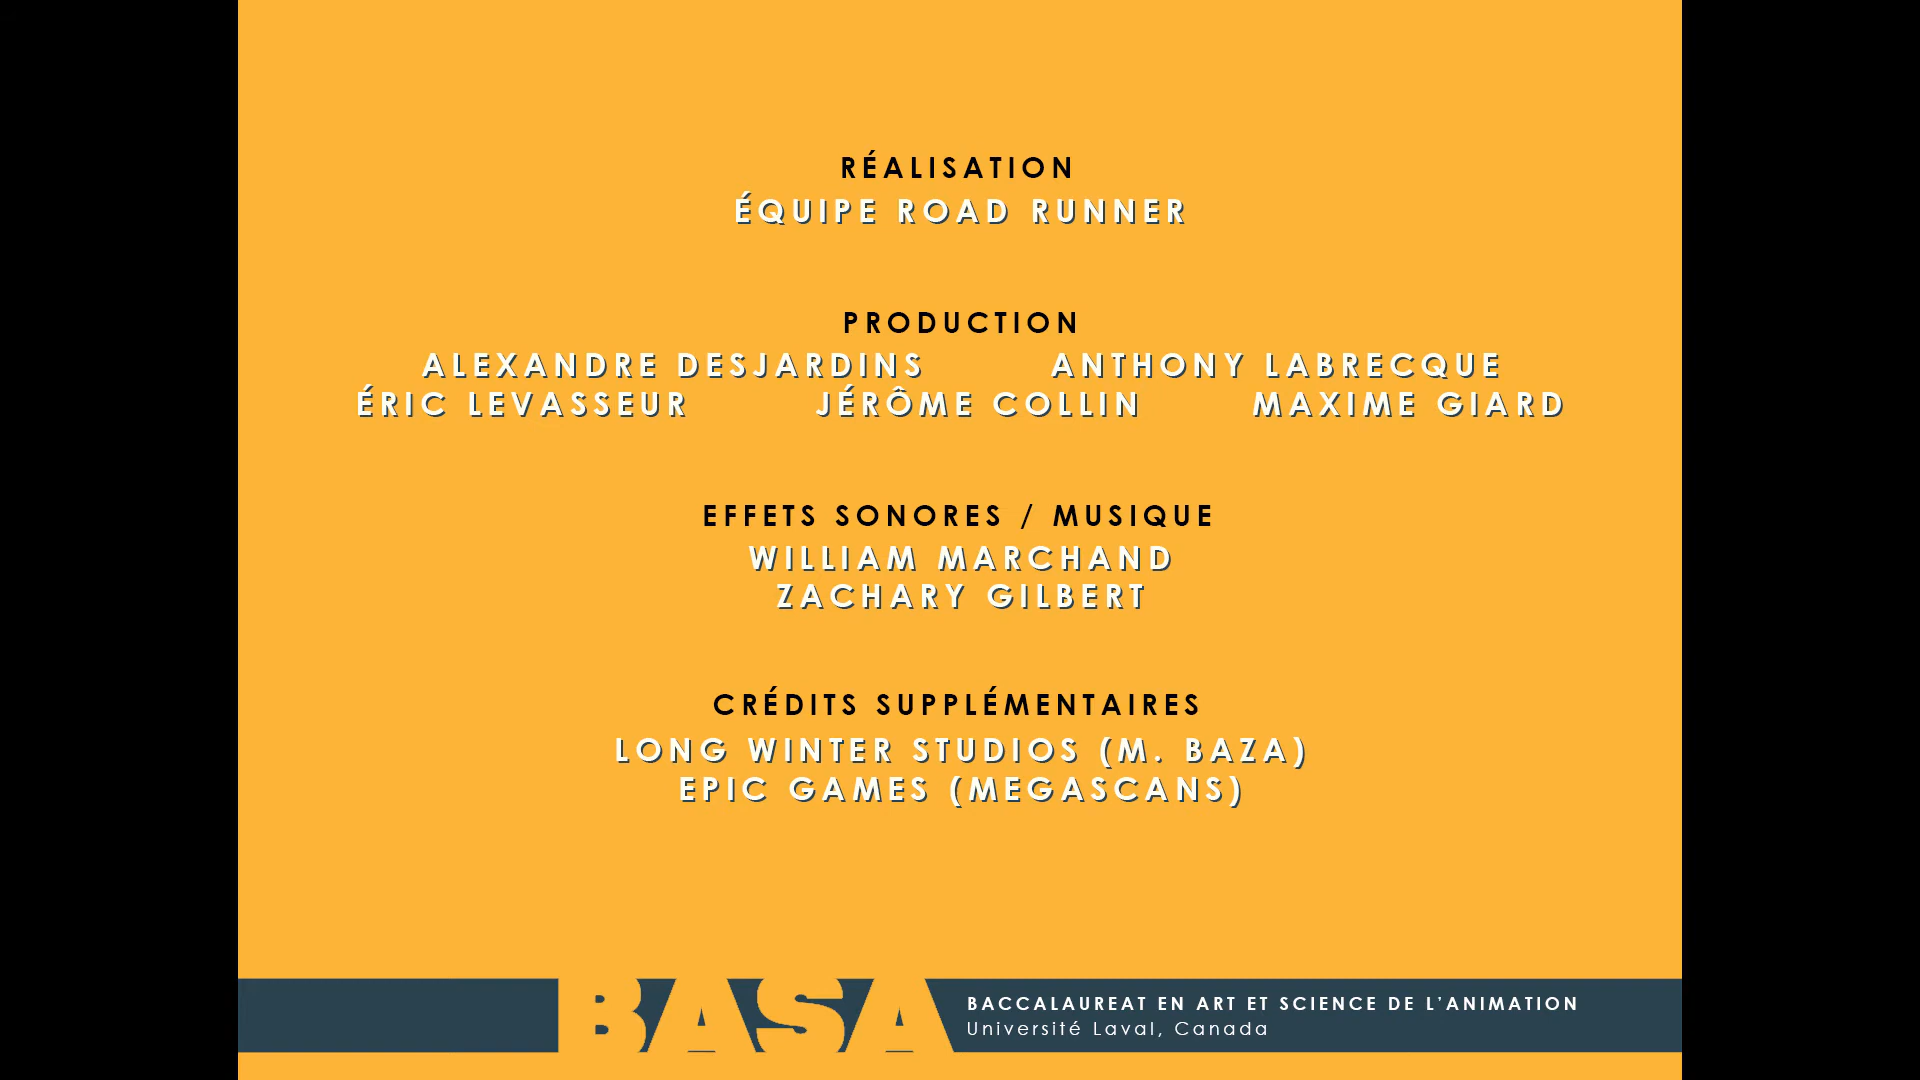 RÉALISATION
ÉQUIPE ROAD RUNNER
PRODUCTION
ALEXANDRE DESJARDINS ANTHONY LABRECQUE
ÉRIC LEVASSEUR JÉRÔME COLLIN MAXIME GIARD
EFFETS SONORES / MUSIQUE
WILLIAM MARCHAND
ZACHARY GILBERT
CRÉDITS SUPPLÉMENTAIRES
LONG WINTER STUDIOS (M. BAZA)
EPIC GAMES (MEGASCANS)
BASA
BACCALAUREAT EN ART ET SCIENCE DE L'ANIMATION
Université Laval, Canada